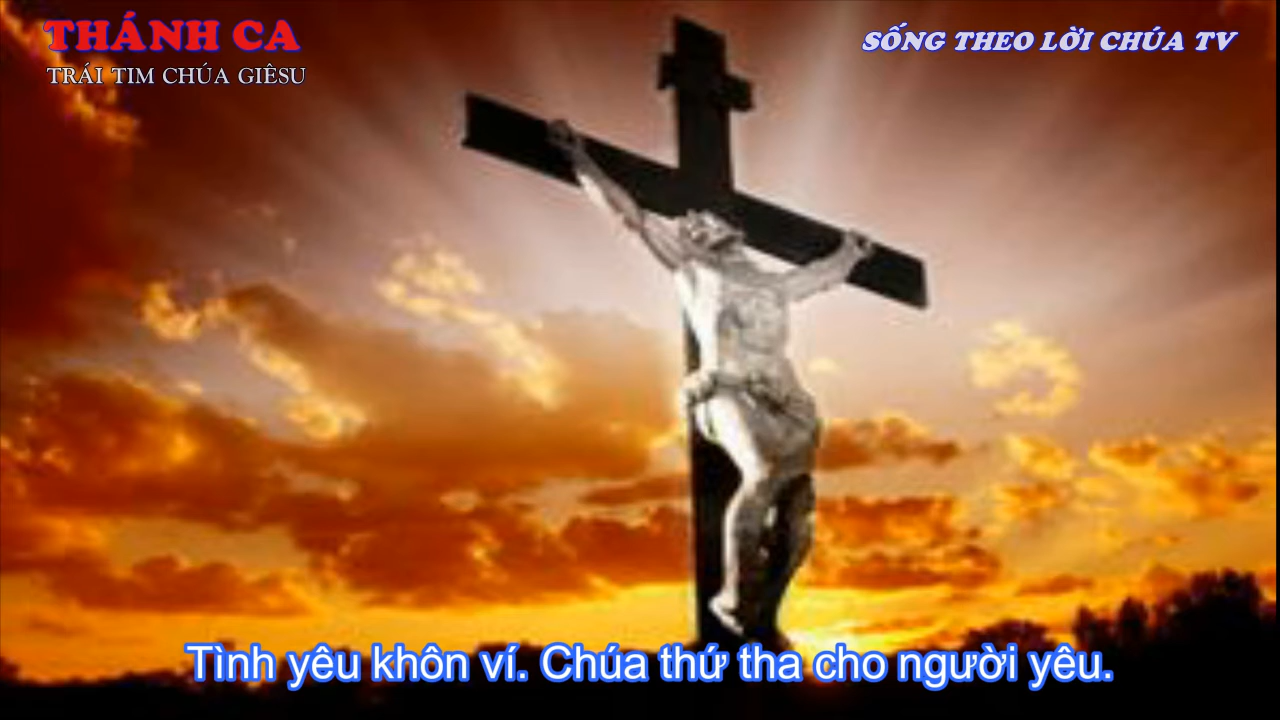 THÁNH CA
TRÁI TIM CHÚA GIÊSU
SỐNG THEO LỜI CHÚA TV
Tình yêu khôn ví. Chúa thứ tha cho người yêu.